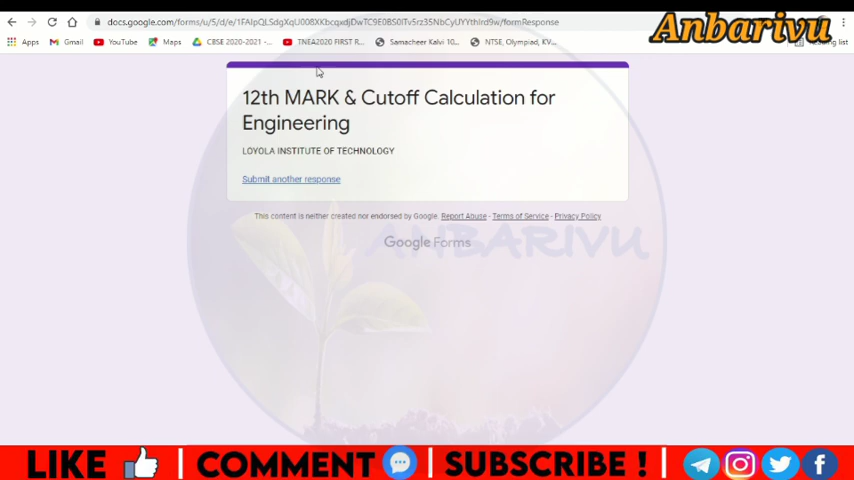 Anbarivu
docs.google.com/forms/u/5/d/e/1FAIpQLSdgXqU008XKbcqxdjDwTC9E0BS0ITv5rz35NbCyUYYthIrd9w/formResponse
Apps Gmail YouTube Maps CBSE 2020-2021 -... TNEA2020 FIRST R... Samacheer Kalvi 10... NTSE, Olympiad, KV... Reading list
12th MARK & Cutoff Calculation for
Engineering
LOYOLA INSTITUTE OF TECHNOLOGY
Submit another response
This content is neither created nor endorsed by Google. Report Abuse - Terms of Service - Privacy Policy
Google Forms
ANBARIVU
LIKE | COMMENT | SUBSCRIBE ! |